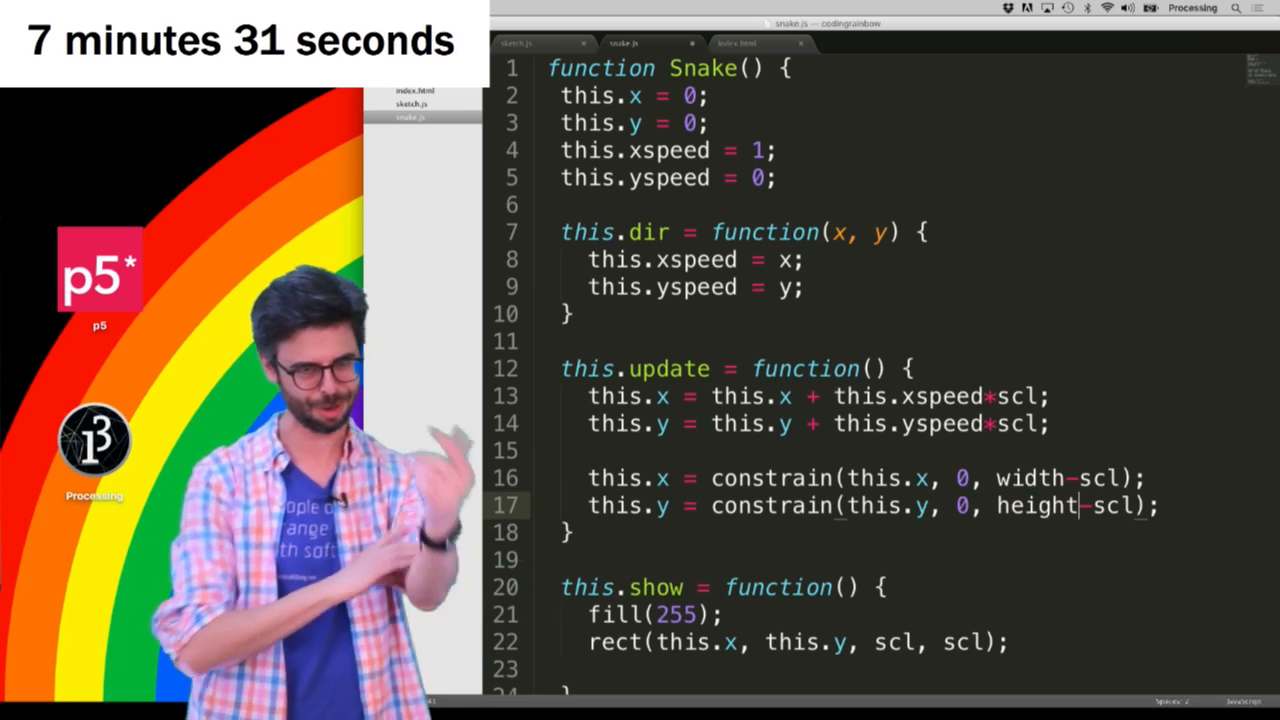 7 minutes 31 seconds
Processing
snake.js — codingrainbow
sketch.js
snake.js
index.html
index.html
sketch.js
snake.js
p5*
p5
Processing
1 function Snake() {
2 this.x = 0;
3 this.y = 0;
4 this.xspeed = 1;
5 this.yspeed = 0;
6
7 this.dir = function(x, y) {
8 this.xspeed = x;
9 this.yspeed = y;
10 }
11
12 this.update = function() {
13 this.x = this.x + this.xspeed*scl;
14 this.y = this.y + this.yspeed*scl;
15
16 this.x = constrain(this.x, 0, width-scl);
17 this.y = constrain(this.y, 0, height-scl);
18 }
19
20 this.show = function() {
21 fill(255);
22 rect(this.x, this.y, scl, scl);
23
24 }
Spaces: 2
JavaScript